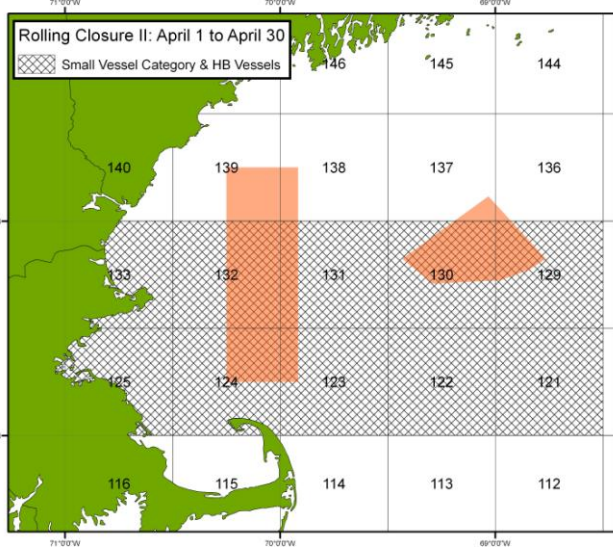 71°0'0"W 70°0'0"W 69°0'0"W
Rolling Closure II: April 1 to April 30
Small Vessel Category & HB Vessels
146 145 144
140 139 138 137 136
133 132 131 130 129
125 124 123 122 121
116 115 114 113 112
71°0'0"W 70°0'0"W 69°0'0"W